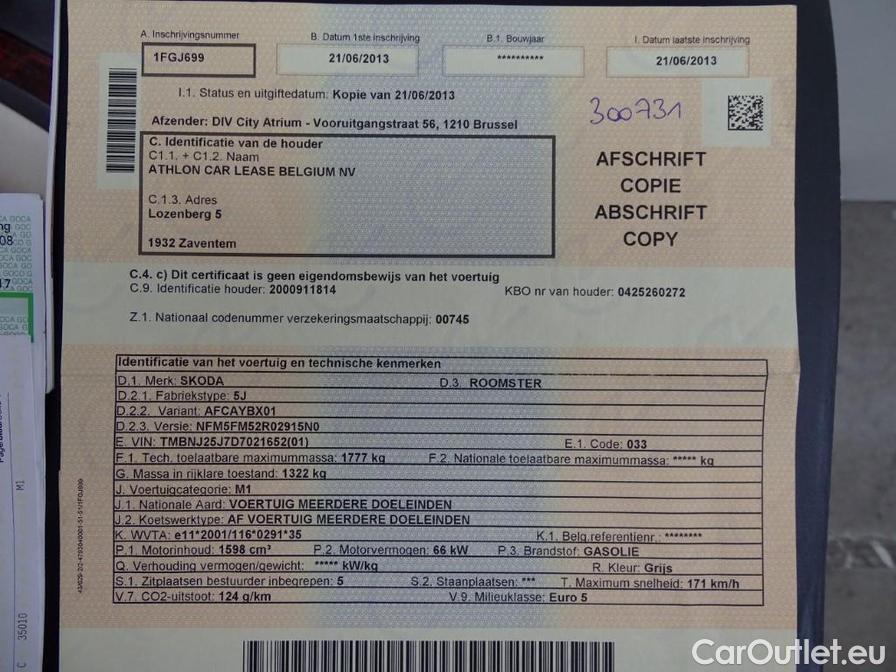 A. Inschrijvingsnummer B. Datum 1ste inschrijving B.1. Bouwjaar I. Datum laatste inschrijving
1FGJ699 21/06/2013 ********** 21/06/2013
I.1. Status en uitgiftedatum: Kopie van 21/06/2013
300731
Afzender: DIV City Atrium - Vooruitgangstraat 56, 1210 Brussel
C. Identificatie van de houder
C1.1. + C1.2. Naam
ATHLON CAR LEASE BELGIUM NV
C.1.3. Adres
Lozenberg 5
1932 Zaventem
AFSCHRIFT
COPIE
ABSCHRIFT
COPY
C.4. c) Dit certificaat is geen eigendomsbewijs van het voertuig
C.9. Identificatie houder: 2000911814 KBO nr van houder: 0425260272
Z.1. Nationaal codenummer verzekeringsmaatschappij: 00745
Identificatie van het voertuig en technische kenmerken
D.1. Merk: SKODA D.3. ROOMSTER
D.2.1. Fabriekstype: 5J
D.2.2. Variant: AFCAYBX01
D.2.3. Versie: NFM5FM52R02915N0
E. VIN: TMBNJ25J7D7021652(01) E.1. Code: 033
F.1. Tech. toelaatbare maximummassa: 1777 kg F.2. Nationale toelaatbare maximummassa: ***** kg
G. Massa in rijklare toestand: 1322 kg
J. Voertuigcategorie: M1
J.1. Nationale Aard: VOERTUIG MEERDERE DOELEINDEN
J.2. Koetswerktype: AF VOERTUIG MEERDERE DOELEINDEN
K. WVTA: e11*2001/116*0291*35 K.1. Belg.referentienr.: ********
P.1. Motorinhoud: 1598 cm³ P.2. Motorvermogen: 66 kW P.3. Brandstof: GASOLIE
Q. Verhouding vermogen/gewicht: ***** kW/kg R. Kleur: Grijs
S.1. Zitplaatsen bestuurder inbegrepen: 5 S.2. Staanplaatsen: *** T. Maximum snelheid: 171 km/h
V.7. CO2-uitstoot: 124 g/km V.9. Milieuklasse: Euro 5
M1
C 35010
CarOutlet.eu